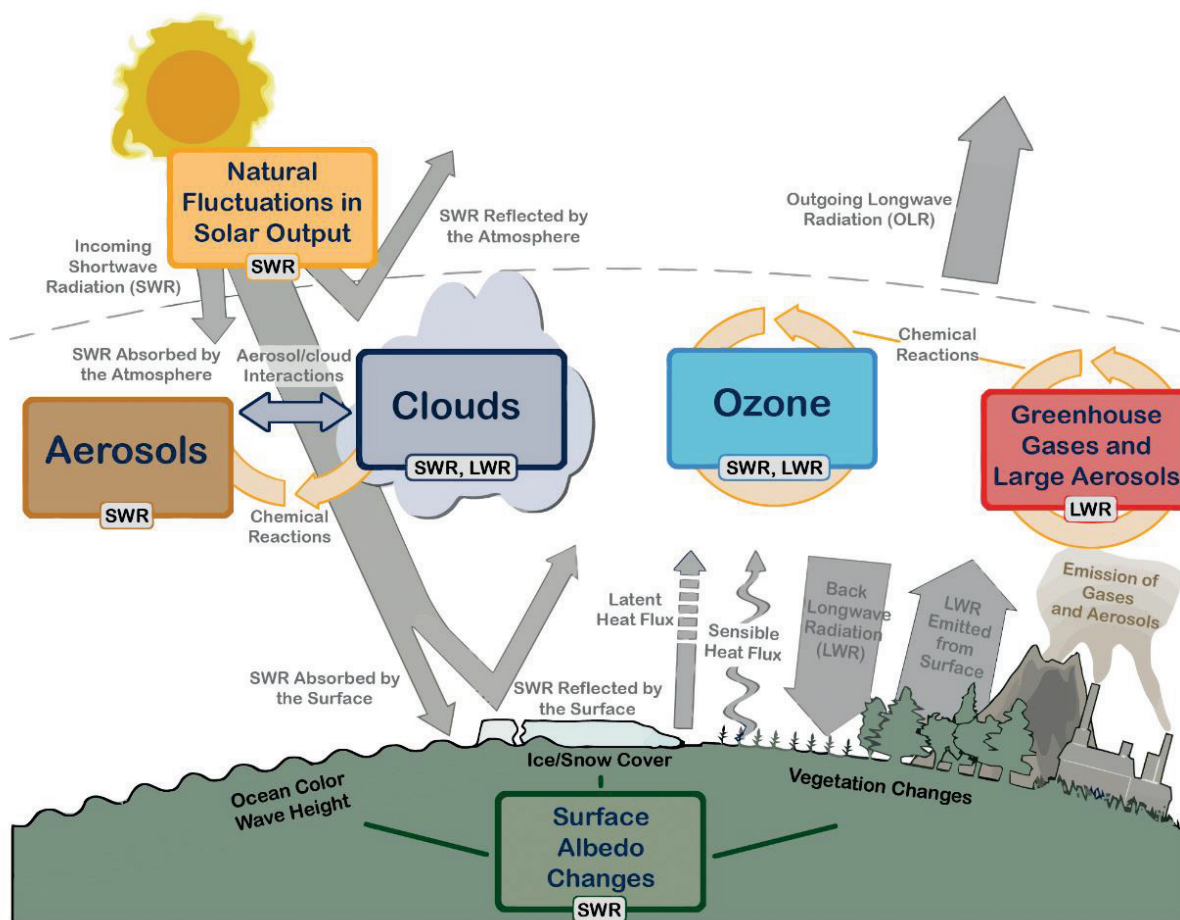 Natural
Fluctuations in
Solar Output
SWR
Incoming
Shortwave
Radiation (SWR)
SWR Reflected by
the Atmosphere
Outgoing Longwave
Radiation (OLR)
SWR Absorbed by
the Atmosphere
Aerosol/cloud
Interactions
Chemical
Reactions
Aerosols
SWR
Clouds
SWR, LWR
Ozone
SWR, LWR
Greenhouse
Gases and
Large Aerosols
LWR
Chemical
Reactions
Latent
Heat Flux
Sensible
Heat Flux
Back
Longwave
Radiation
(LWR)
LWR
Emitted
from
Surface
Emission of
Gases
and Aerosols
SWR Absorbed by
the Surface
SWR Reflected by
the Surface
Ocean Color
Wave Height
Ice/Snow Cover
Vegetation Changes
Surface
Albedo
Changes
SWR